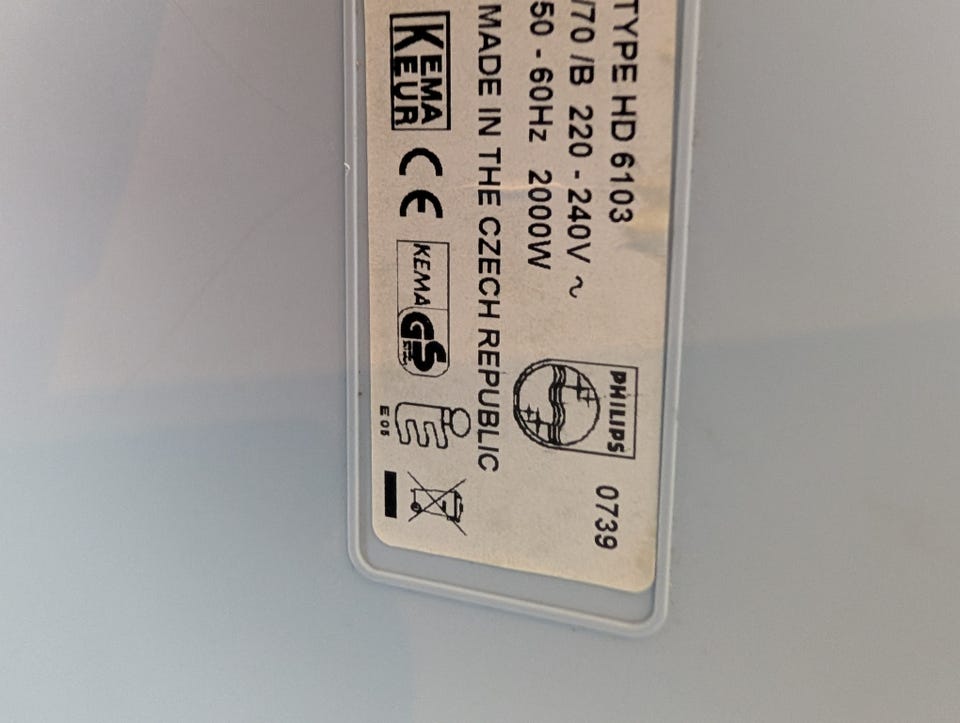 TYPE HD 6103
/70 /B 220 - 240V ~
50 - 60Hz 2000W
MADE IN THE CZECH REPUBLIC
KEMA
KEUR
CE
KEMA
GS
E 05
PHILIPS
0739